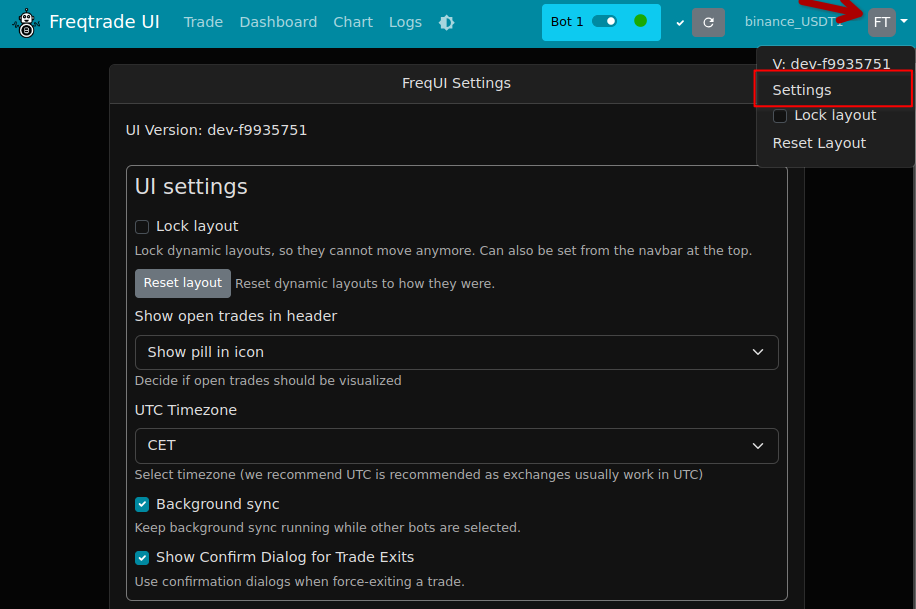 Freqtrade UI Trade Dashboard Chart Logs Bot 1 binance_USDT1 FT
V: dev-f9935751
Settings
Lock layout
Reset Layout
FreqUI Settings
UI Version: dev-f9935751
UI settings
Lock layout
Lock dynamic layouts, so they cannot move anymore. Can also be set from the navbar at the top.
Reset layout Reset dynamic layouts to how they were.
Show open trades in header
Show pill in icon
Decide if open trades should be visualized
UTC Timezone
CET
Select timezone (we recommend UTC is recommended as exchanges usually work in UTC)
Background sync
Keep background sync running while other bots are selected.
Show Confirm Dialog for Trade Exits
Use confirmation dialogs when force-exiting a trade.